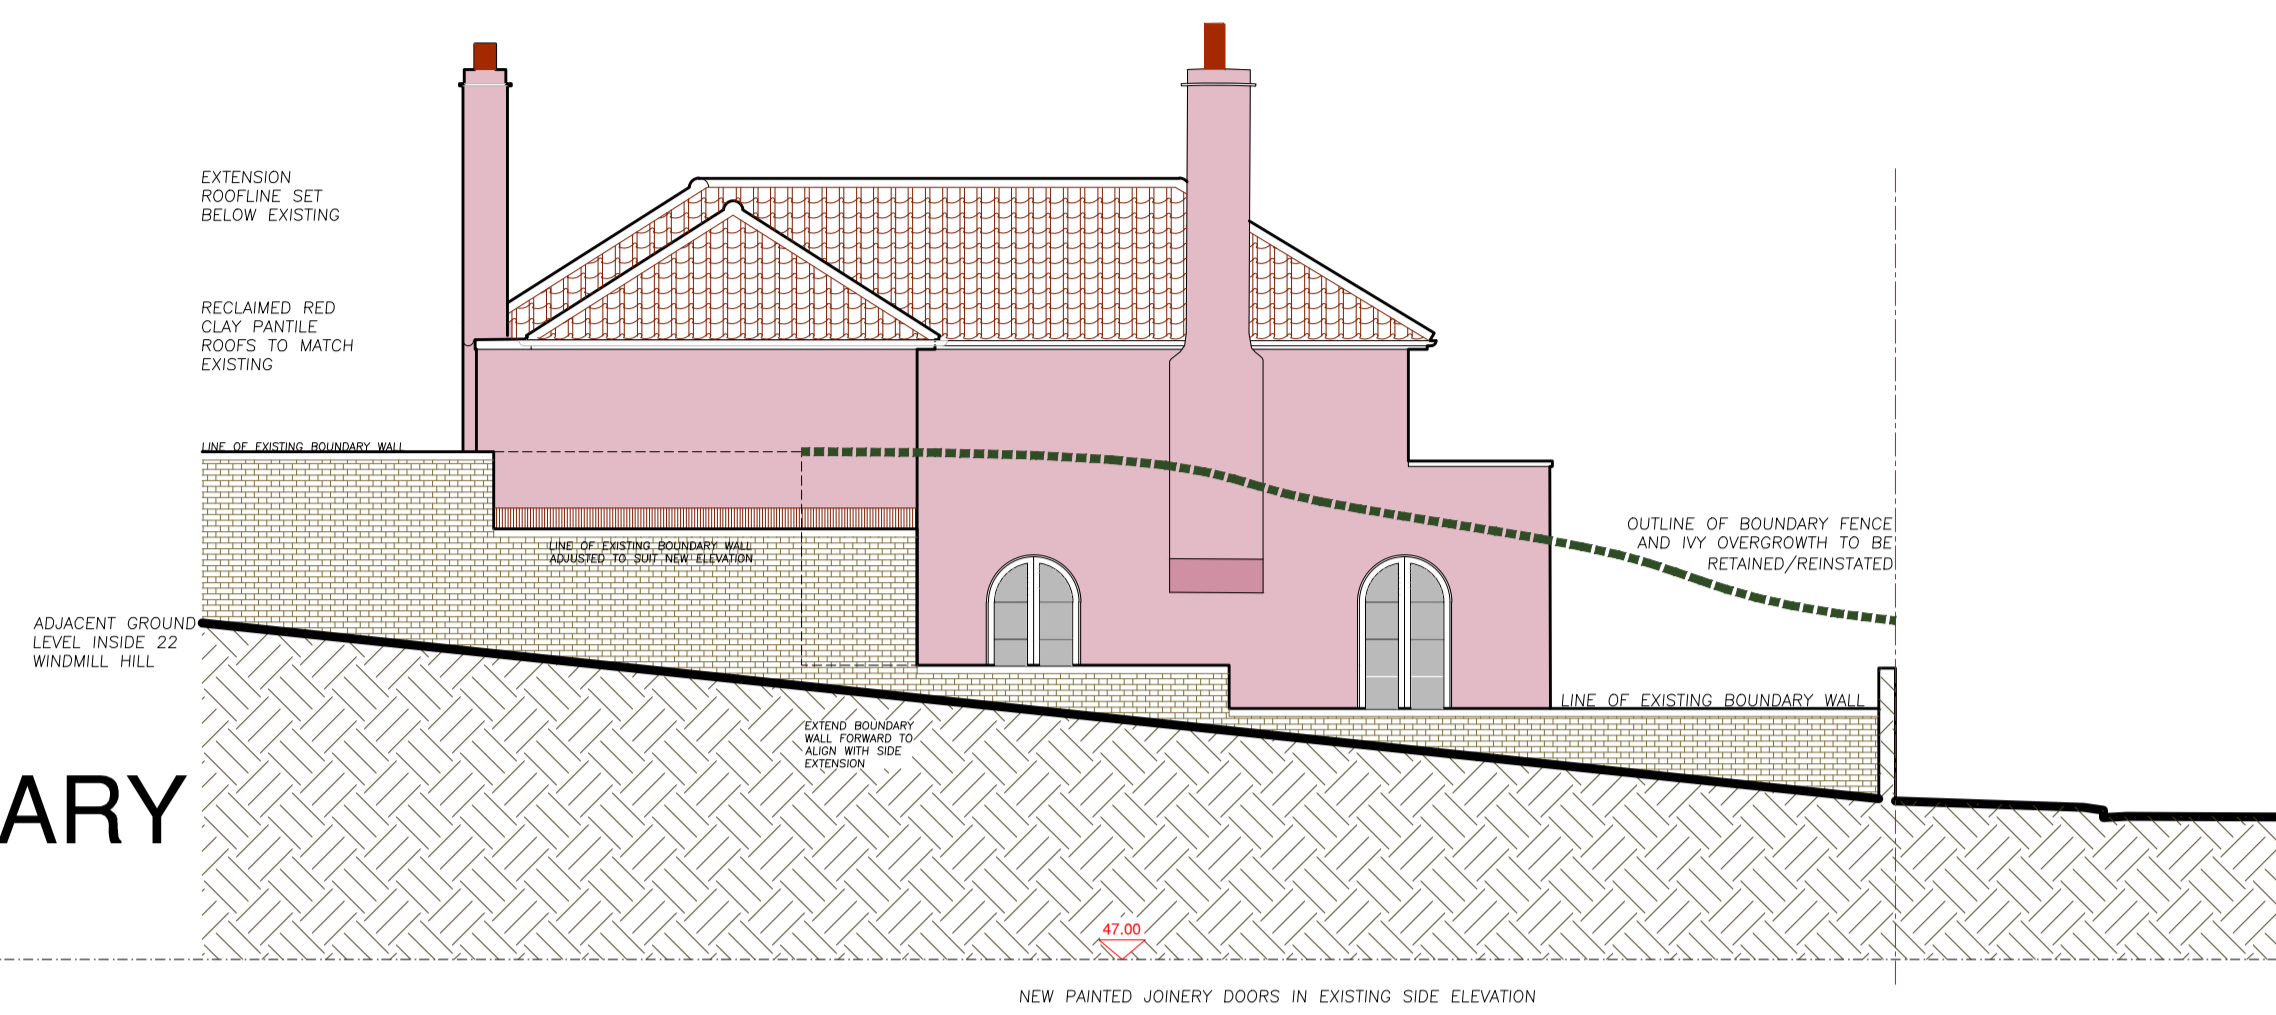 EXTENSION
ROOFLINE SET
BELOW EXISTING
RECLAIMED RED
CLAY PANTILE
ROOFS TO MATCH
EXISTING
LINE OF EXISTING BOUNDARY WALL
LINE OF EXISTING BOUNDARY WALL
ADJUSTED TO SUIT NEW ELEVATION
OUTLINE OF BOUNDARY FENCE
AND IVY OVERGROWTH TO BE
RETAINED/REINSTATED
ADJACENT GROUND
LEVEL INSIDE 22
WINDMILL HILL
LINE OF EXISTING BOUNDARY WALL
EXTEND BOUNDARY
WALL FORWARD TO
ALIGN WITH SIDE
EXTENSION
ARY
47.00
NEW PAINTED JOINERY DOORS IN EXISTING SIDE ELEVATION